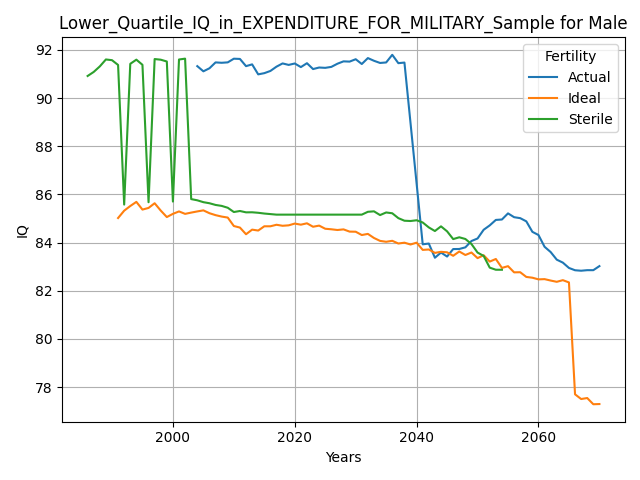 Lower_Quartile_IQ_in_EXPENDITURE_FOR_MILITARY_Sample for Male
Fertility
Actual
Ideal
Sterile
IQ
92
90
88
86
84
82
80
78
2000 2020 2040 2060
Years